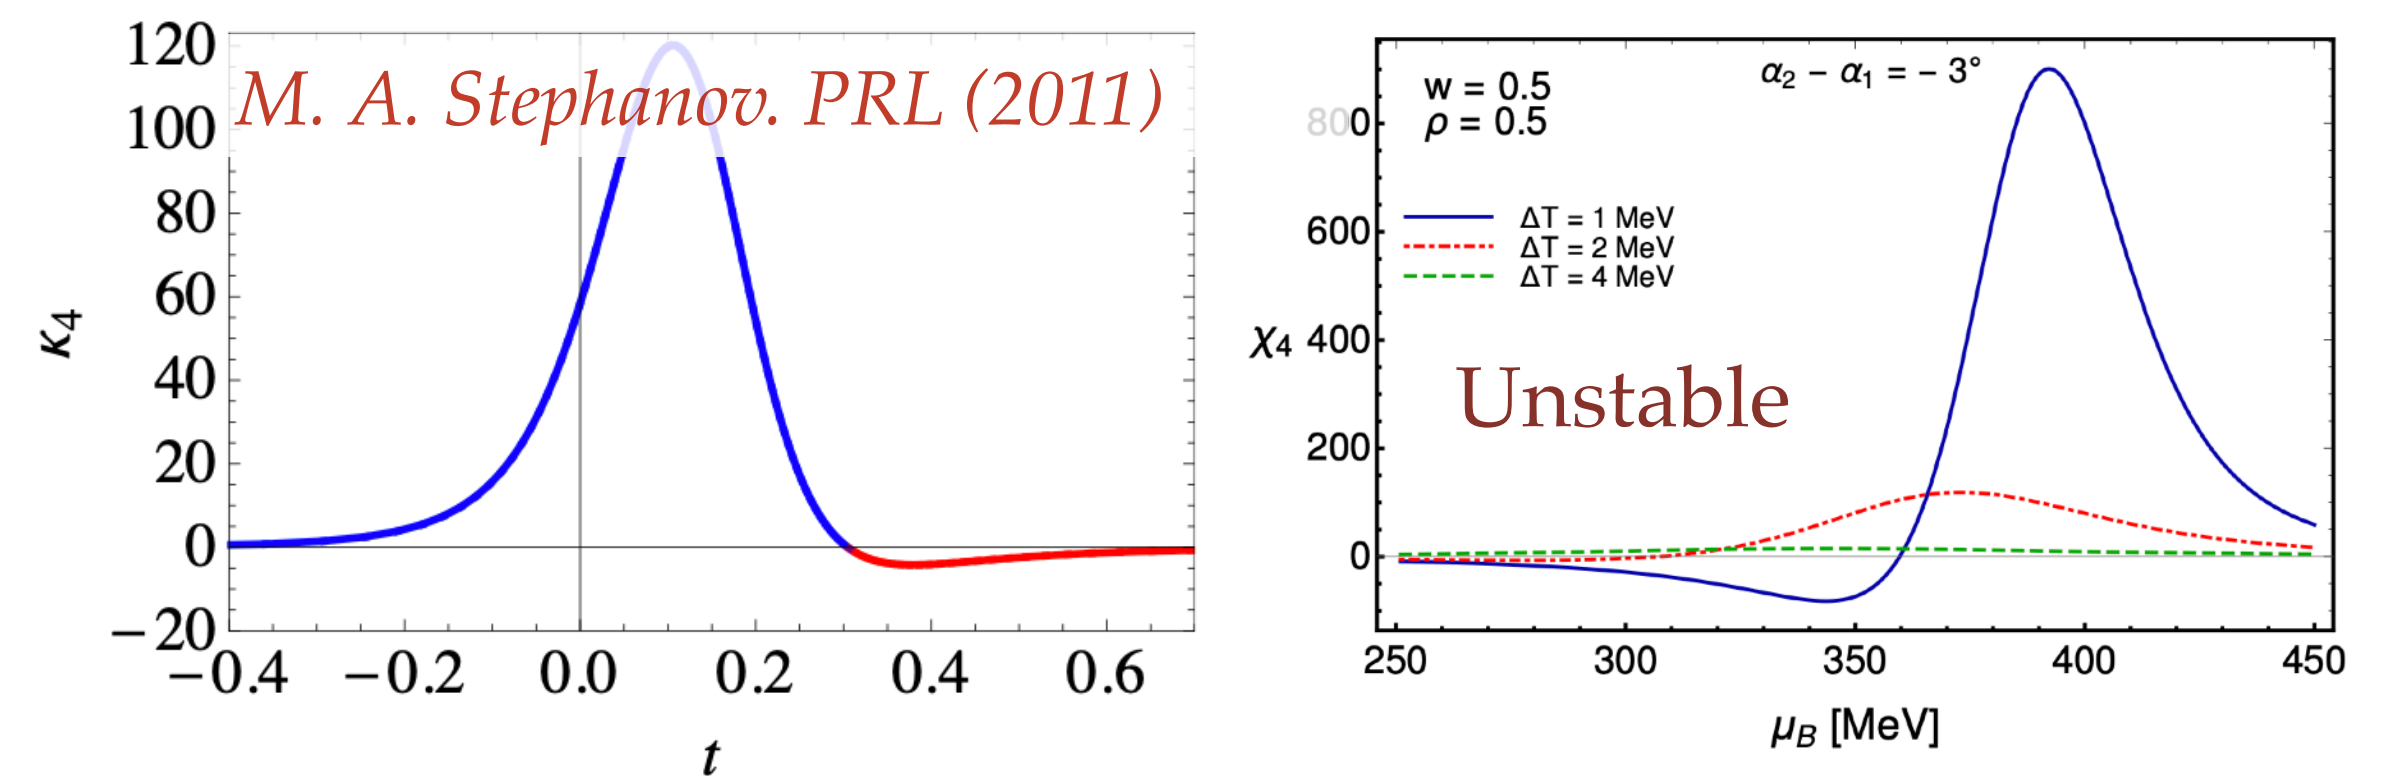 M. A. Stephanov. PRL (2011)
κ4
120
100
80
60
40
20
0
−20
−0.4 −0.2 0.0 0.2 0.4 0.6
t
α2 − α1 = − 3°
w = 0.5
ρ = 0.5
ΔT = 1 MeV
ΔT = 2 MeV
ΔT = 4 MeV
Unstable
χ4
800
600
400
200
0
250 300 350 400 450
μB [MeV]